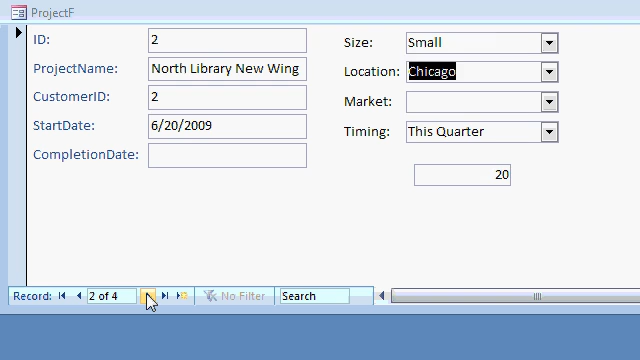 ProjectF
ID: 2
ProjectName: North Library New Wing
CustomerID: 2
StartDate: 6/20/2009
CompletionDate:
Size: Small
Location: Chicago
Market:
Timing: This Quarter
20
Record: 2 of 4 No Filter Search